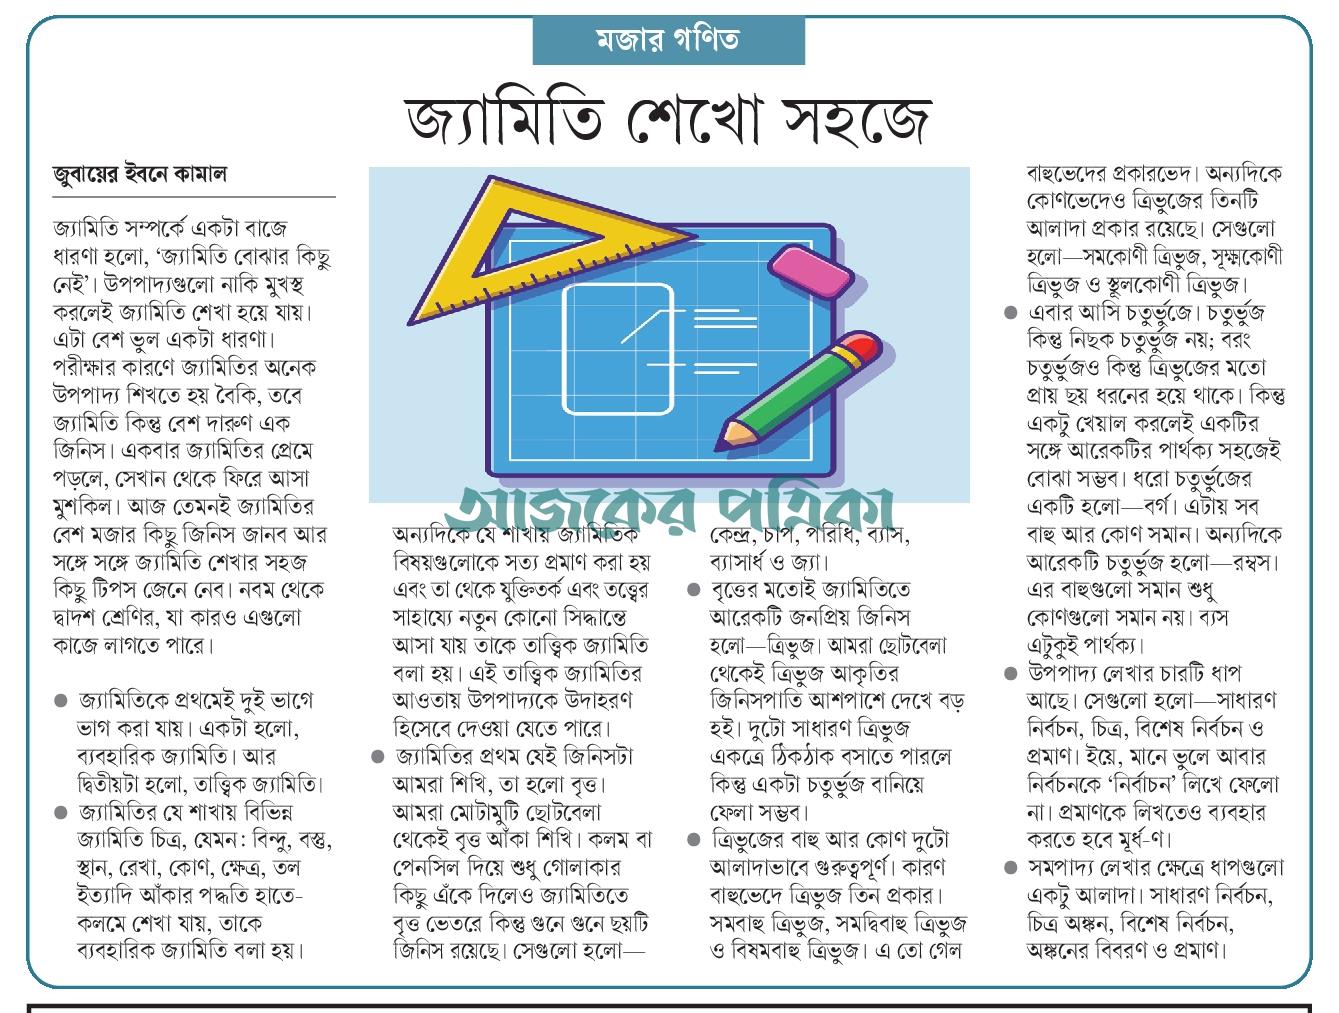 মজার গণিত
জ্যামিতি শেখো সহজে
জুবায়ের ইবনে কামাল
জ্যামিতি সম্পর্কে একটা বাজে
ধারণা হলো, ‘জ্যামিতি বোঝার কিছু
নেই’। উপপাদ্যগুলো নাকি মুখস্থ
করলেই জ্যামিতি শেখা হয়ে যায়।
এটা বেশ ভুল একটা ধারণা।
পরীক্ষার কারণে জ্যামিতির অনেক
উপপাদ্য শিখতে হয় বৈকি, তবে
জ্যামিতি কিন্তু বেশ দারুণ এক
জিনিস। একবার জ্যামিতির প্রেমে
পড়লে, সেখান থেকে ফিরে আসা
মুশকিল। আজ তেমনই জ্যামিতির
বেশ মজার কিছু জিনিস জানব আর
সঙ্গে সঙ্গে জ্যামিতি শেখার সহজ
কিছু টিপস জেনে নেব। নবম থেকে
দ্বাদশ শ্রেণির, যা কারও এগুলো
কাজে লাগতে পারে।
● জ্যামিতিকে প্রথমেই দুই ভাগে
ভাগ করা যায়। একটা হলো,
ব্যবহারিক জ্যামিতি। আর
দ্বিতীয়টা হলো, তাত্ত্বিক জ্যামিতি।
● জ্যামিতির যে শাখায় বিভিন্ন
জ্যামিতি চিত্র, যেমন: বিন্দু, বস্তু,
স্থান, রেখা, কোণ, ক্ষেত্র, তল
ইত্যাদি আঁকার পদ্ধতি হাতে-
কলমে শেখা যায়, তাকে
ব্যবহারিক জ্যামিতি বলা হয়।
আজকের পত্রিকা
অন্যদিকে যে শাখায় জ্যামিতিক
বিষয়গুলোকে সত্য প্রমাণ করা হয়
এবং তা থেকে যুক্তিতর্ক এবং তত্ত্বের
সাহায্যে নতুন কোনো সিদ্ধান্তে
আসা যায় তাকে তাত্ত্বিক জ্যামিতি
বলা হয়। এই তাত্ত্বিক জ্যামিতির
আওতায় উপপাদ্যকে উদাহরণ
হিসেবে দেওয়া যেতে পারে।
● জ্যামিতির প্রথম যেই জিনিসটা
আমরা শিখি, তা হলো বৃত্ত।
আমরা মোটামুটি ছোটবেলা
থেকেই বৃত্ত আঁকা শিখি। কলম বা
পেনসিল দিয়ে শুধু গোলাকার
কিছু এঁকে দিলেও জ্যামিতিতে
বৃত্ত ভেতরে কিন্তু গুনে গুনে ছয়টি
জিনিস রয়েছে। সেগুলো হলো—
কেন্দ্র, চাপ, পরিধি, ব্যাস,
ব্যাসার্ধ ও জ্যা।
● বৃত্তের মতোই জ্যামিতিতে
আরেকটি জনপ্রিয় জিনিস
হলো—ত্রিভুজ। আমরা ছোটবেলা
থেকেই ত্রিভুজ আকৃতির
জিনিসপাতি আশপাশে দেখে বড়
হই। দুটো সাধারণ ত্রিভুজ
একত্রে ঠিকঠাক বসাতে পারলে
কিন্তু একটা চতুর্ভুজ বানিয়ে
ফেলা সম্ভব।
● ত্রিভুজের বাহু আর কোণ দুটো
আলাদাভাবে গুরুত্বপূর্ণ। কারণ
বাহুভেদে ত্রিভুজ তিন প্রকার।
সমবাহু ত্রিভুজ, সমদ্বিবাহু ত্রিভুজ
ও বিষমবাহু ত্রিভুজ। এ তো গেল
বাহুভেদের প্রকারভেদ। অন্যদিকে
কোণভেদেও ত্রিভুজের তিনটি
আলাদা প্রকার রয়েছে। সেগুলো
হলো—সমকোণী ত্রিভুজ, সূক্ষ্মকোণী
ত্রিভুজ ও স্থূলকোণী ত্রিভুজ।
● এবার আসি চতুর্ভুজে। চতুর্ভুজ
কিন্তু নিছক চতুর্ভুজ নয়; বরং
চতুর্ভুজও কিন্তু ত্রিভুজের মতো
প্রায় ছয় ধরনের হয়ে থাকে। কিন্তু
একটু খেয়াল করলেই একটির
সঙ্গে আরেকটির পার্থক্য সহজেই
বোঝা সম্ভব। ধরো চতুর্ভুজের
একটি হলো—বর্গ। এটায় সব
বাহু আর কোণ সমান। অন্যদিকে
আরেকটি চতুর্ভুজ হলো—রম্বস।
এর বাহুগুলো সমান শুধু
কোণগুলো সমান নয়। ব্যস
এটুকুই পার্থক্য।
● উপপাদ্য লেখার চারটি ধাপ
আছে। সেগুলো হলো—সাধারণ
নির্বচন, চিত্র, বিশেষ নির্বচন ও
প্রমাণ। ইয়ে, মানে ভুলে আবার
নির্বচনকে ‘নির্বাচন’ লিখে ফেলো
না। প্রমাণকে লিখতেও ব্যবহার
করতে হবে মূর্ধ-ণ।
● সমপাদ্য লেখার ক্ষেত্রে ধাপগুলো
একটু আলাদা। সাধারণ নির্বচন,
চিত্র অঙ্কন, বিশেষ নির্বচন,
অঙ্কনের বিবরণ ও প্রমাণ।